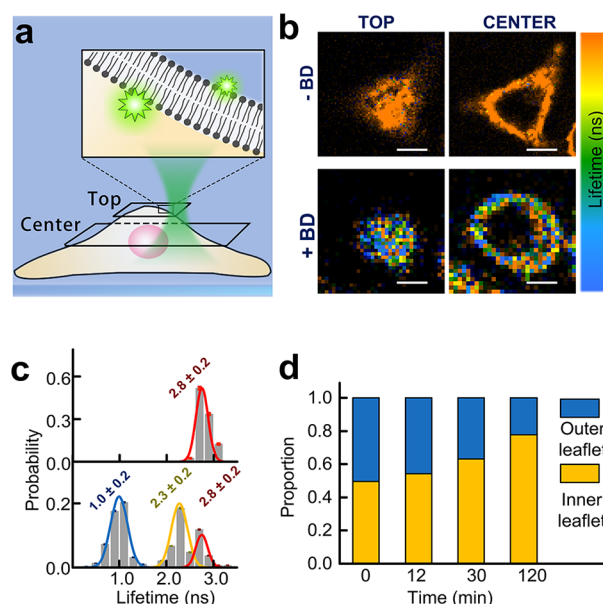 a
Top
Center
b
TOP CENTER
- BD
+ BD
Lifetime (ns)
c
Probability
0.6
0.3
0.0
2.8 ± 0.2
0.2
0.0
1.0 ± 0.2
2.3 ± 0.2
2.8 ± 0.2
1.0 2.0 3.0
Lifetime (ns)
d
Proportion
1.0
0.8
0.6
0.4
0.2
0.0
0 12 30 120
Time (min)
Outer
leaflet
Inner
leaflet